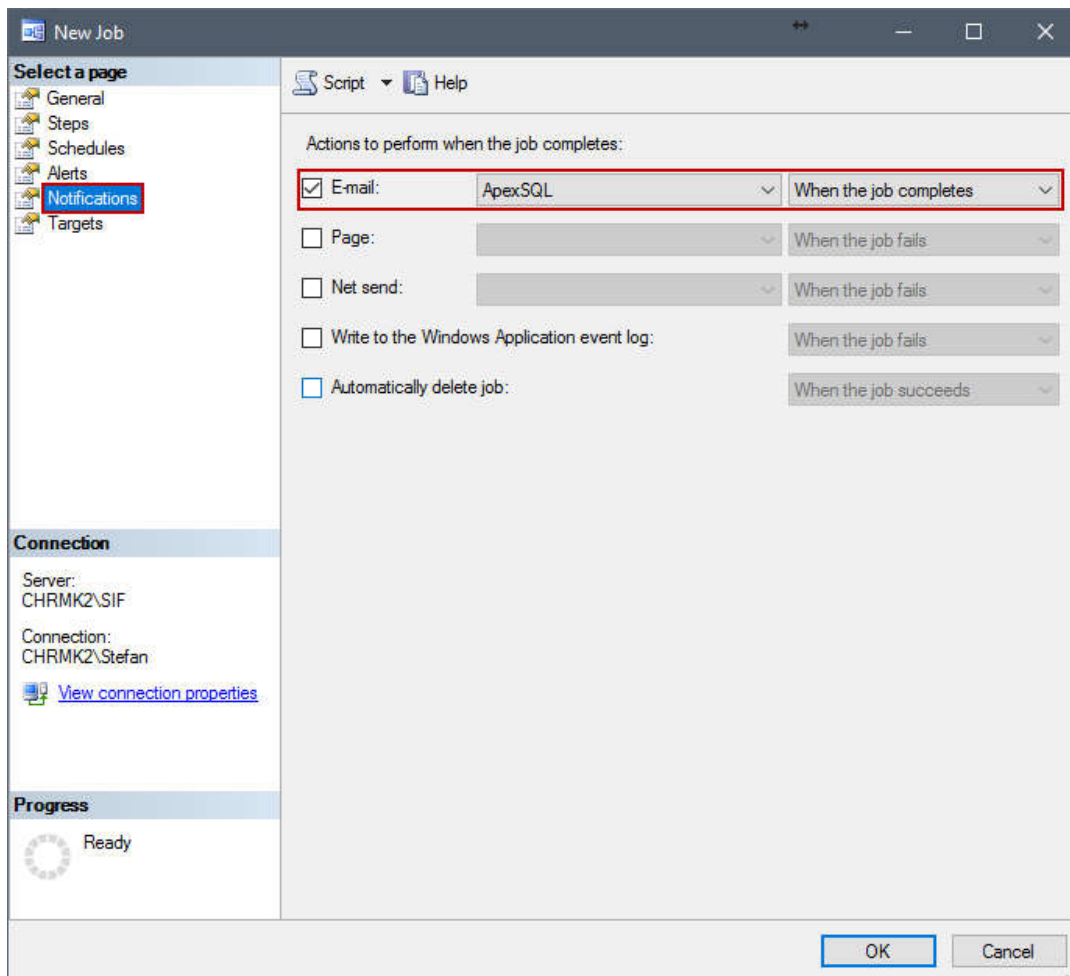 New Job
Select a page
General
Steps
Schedules
Alerts
Notifications
Targets
Script
Help
Actions to perform when the job completes:
E-mail: ApexSQL When the job completes
Page: When the job fails
Net send: When the job fails
Write to the Windows Application event log: When the job fails
Automatically delete job: When the job succeeds
Connection
Server:
CHRMK2\SIF
Connection:
CHRMK2\Stefan
View connection properties
Progress
Ready
OK
Cancel